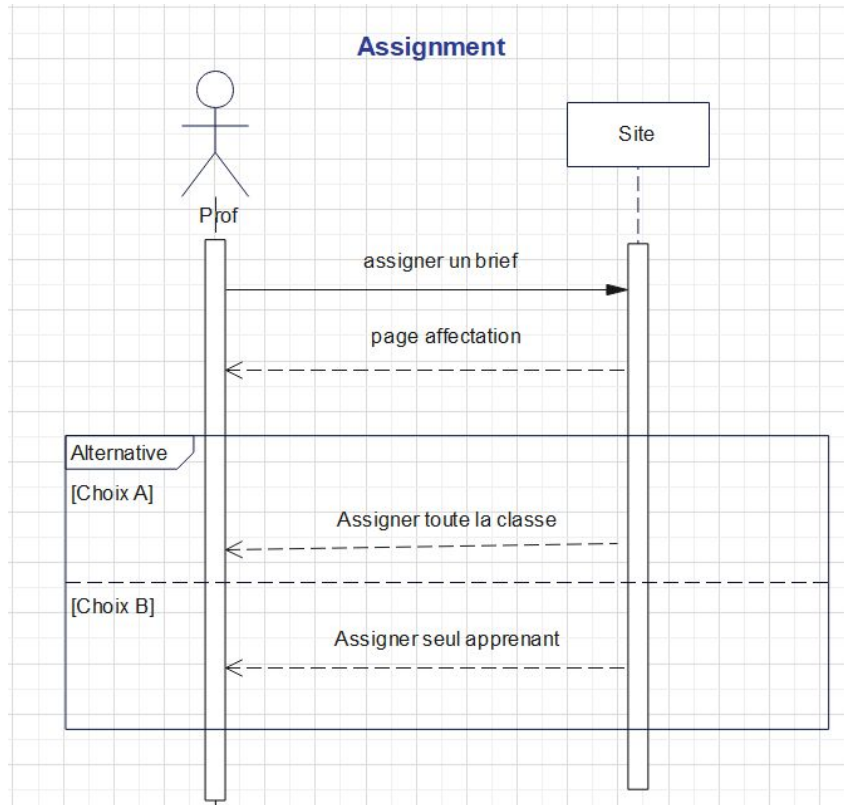 Assignment
Prof
Site
assigner un brief
page affectation
Alternative
[Choix A]
Assigner toute la classe
[Choix B]
Assigner seul apprenant